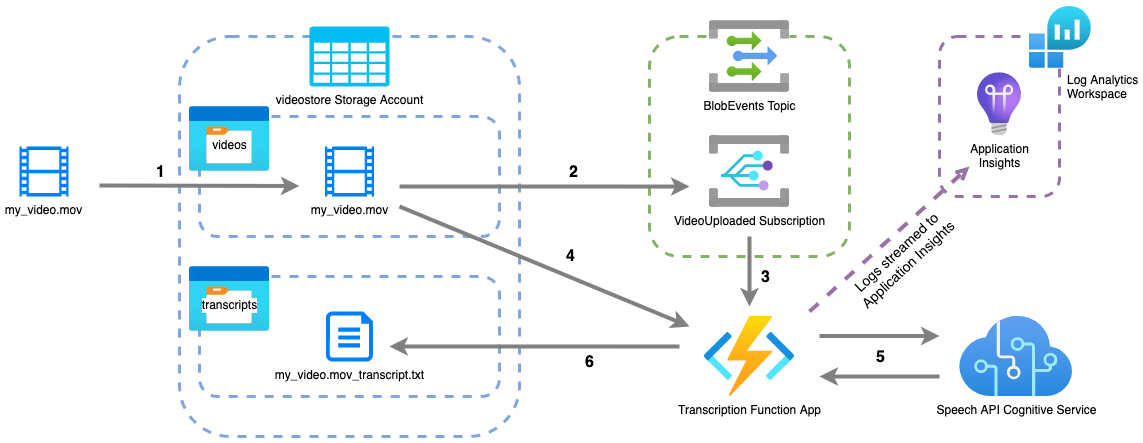 BlobEvents Topic
Log Analytics
Workspace
videostore Storage Account
videos
Application
Insights
1
my_video.mov
my_video.mov
2
VideoUploaded Subscription
4
3
Logs streamed to
Application Insights
transcripts
my_video.mov_transcript.txt
6
5
Transcription Function App
Speech API Cognitive Service